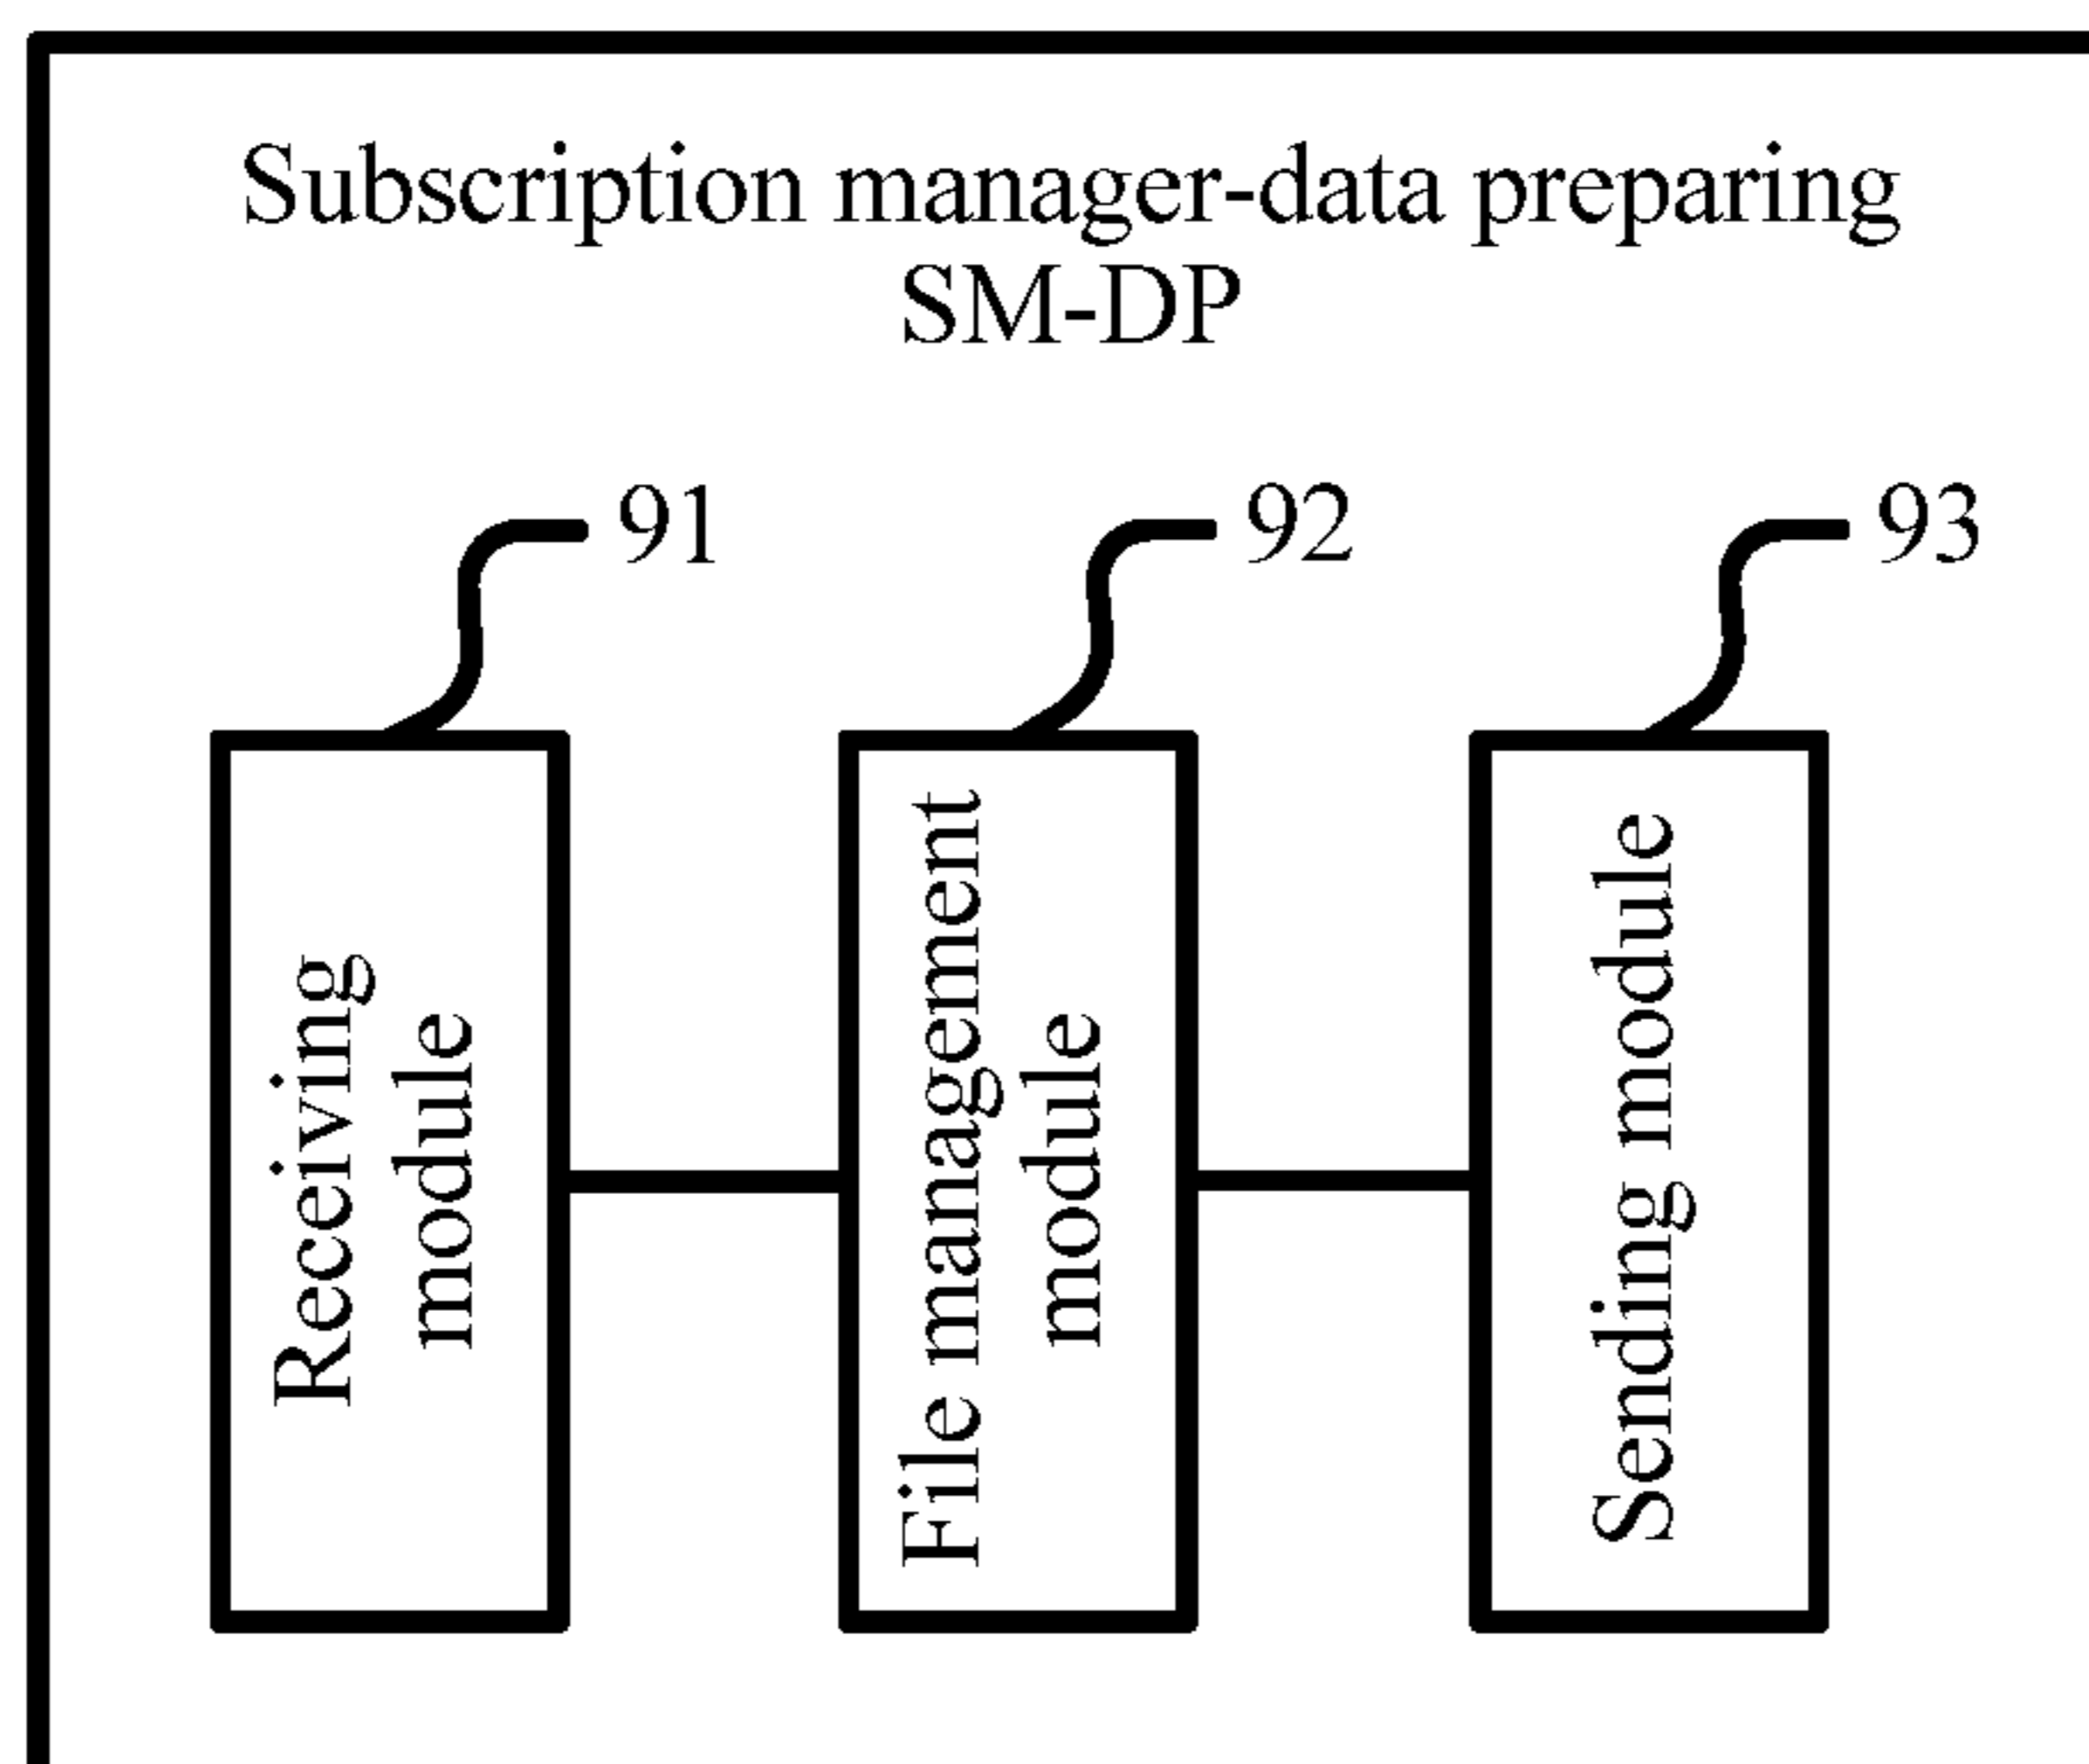 Subscription manager-data preparing
SM-DP
91
92
93
Receiving
module
File management
module
Sending module